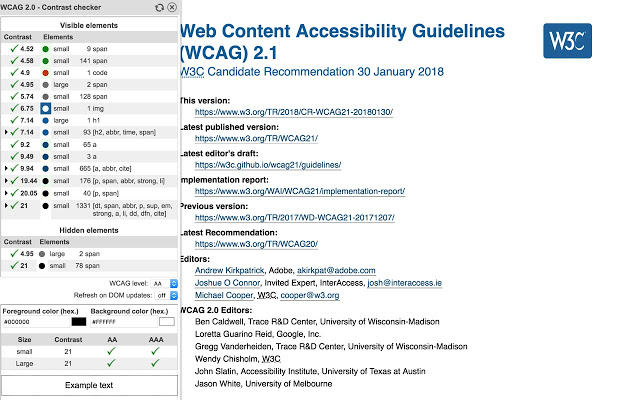 WCAG 2.0 - Contrast checker
Visible elements
Contrast Elements
4.52 small 9 span
4.58 small 141 span
4.9 small 1 code
4.95 large 2 span
5.74 small 128 span
6.75 small 1 img
7.14 large 1 h1
7.14 small 93 [h2, abbr, time, span]
9.2 small 65 a
9.49 small 3 a
9.94 small 665 [a, abbr, cite]
19.44 small 176 [p, span, abbr, strong, li]
20.05 small 40 [p, span]
21 small 1331 [dt, span, abbr, p, sup, em,
strong, a, li, dd, dfn, cite]
Hidden elements
Contrast Elements
4.95 large 2 span
21 small 78 span
WCAG level: AA
Refresh on DOM updates: off
Foreground color (hex.) Background color (hex.)
#000000 #FFFFFF
Size Contrast AA AAA
small 21
Large 21
Example text
Web Content Accessibility Guidelines
(WCAG) 2.1
W3C Candidate Recommendation 30 January 2018
W3C
This version:
https://www.w3.org/TR/2018/CR-WCAG21-20180130/
Latest published version:
https://www.w3.org/TR/WCAG21/
Latest editor's draft:
https://w3c.github.io/wcag21/guidelines/
Implementation report:
https://www.w3.org/WAI/WCAG21/implementation-report/
Previous version:
https://www.w3.org/TR/2017/WD-WCAG21-20171207/
Latest Recommendation:
https://www.w3.org/TR/WCAG20/
Editors:
Andrew Kirkpatrick, Adobe, akirkpat@adobe.com
Joshue O Connor, Invited Expert, InterAccess, josh@interaccess.ie
Michael Cooper, W3C, cooper@w3.org
WCAG 2.0 Editors:
Ben Caldwell, Trace R&D Center, University of Wisconsin-Madison
Loretta Guarino Reid, Google, Inc.
Gregg Vanderheiden, Trace R&D Center, University of Wisconsin-Madison
Wendy Chisholm, W3C
John Slatin, Accessibility Institute, University of Texas at Austin
Jason White, University of Melbourne